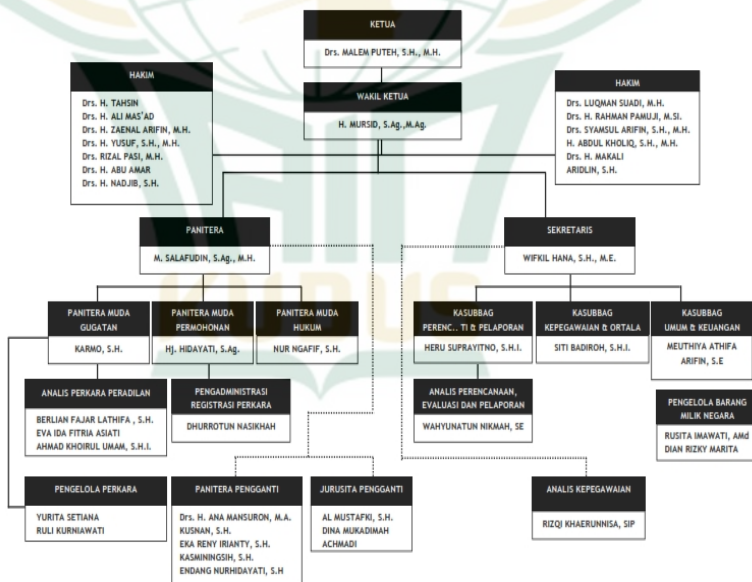 KETUA
Drs. MALEM PUTEH, S.H., M.H.
WAKIL KETUA
H. MURSID, S.Ag.,M.Ag.
HAKIM
Drs. H. TAHSIN
Drs. H. ALI MAS'AD
Drs. H. ZAENAL ARIFIN, M.H.
Drs. H. YUSUF, S.H., M.H.
Drs. RIZAL PASI, M.H.
Drs. H. ABU AMAR
Drs. H. NADJIB, S.H.
HAKIM
Drs. LUQMAN SUADI, M.H.
Drs. H. RAHMAN PAMUJI, M.SI.
Drs. SYAMSUL ARIFIN, S.H., M.H.
H. ABDUL KHOLIQ, S.H., M.H.
Drs. H. MAKALI
ARIDLIN, S.H.
PANITERA
M. SALAFUDIN, S.Ag., M.H.
SEKRETARIS
WIFKIL HANA, S.H., M.E.
PANITERA MUDA
GUGATAN
KARMO, S.H.
PANITERA MUDA
PERMOHONAN
Hj. HIDAYATI, S.Ag.
PANITERA MUDA
HUKUM
NUR NGAFIF, S.H.
KASUBBAG
PERENC.. TI & PELAPORAN
HERU SUPRAYITNO, S.H.I.
KASUBBAG
KEPEGAWAIAN & ORTALA
SITI BADIROH, S.H.I.
KASUBBAG
UMUM & KEUANGAN
MEUTHIYA ATHIFA
ARIFIN, S.E
ANALIS PERKARA PERADILAN
BERLIAN FAJAR LATHIFA , S.H.
EVA IDA FITRIA ASIATI
AHMAD KHOIRUL UMAM, S.H.I.
PENGADMINISTRASI
REGISTRASI PERKARA
DHURROTUN NASIKHAH
ANALIS PERENCANAAN,
EVALUASI DAN PELAPORAN
WAHYUNATUN NIKMAH, SE
PENGELOLA BARANG
MILIK NEGARA
RUSITA IMAWATI, AMd
DIAN RIZKY MARITA
PENGELOLA PERKARA
YURITA SETIANA
RULI KURNIAWATI
PANITERA PENGGANTI
Drs. H. ANA MANSURON, M.A.
KUSNAN, S.H.
EKA RENY IRIANTY, S.H.
KASMININGSIH, S.H.
ENDANG NURHIDAYATI, S.H
JURUSITA PENGGANTI
AL MUSTAFKI, S.H.
DINA MUKADIMAH
ACHMADI
ANALIS KEPEGAWAIAN
RIZQI KHAERUNNISA, SIP
KUDUS